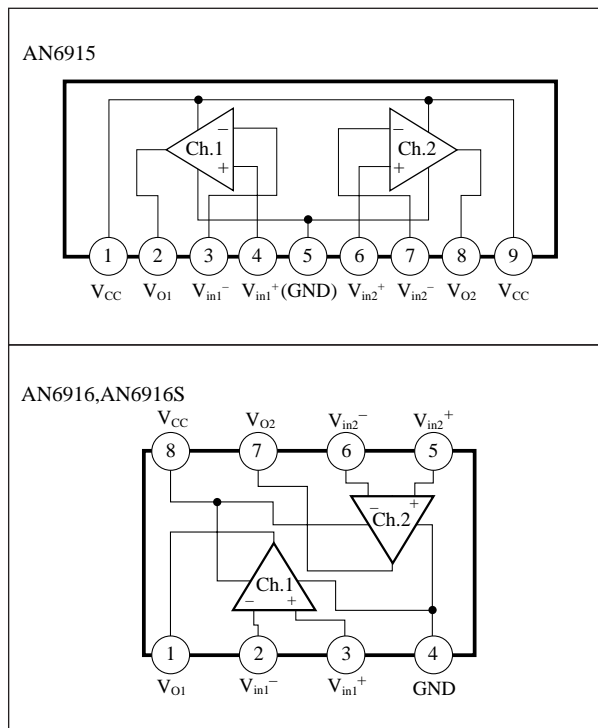 AN6915
− −
Ch.1 Ch.2
+ +
1 2 3 4 5 6 7 8 9
VCC VO1 Vin1− Vin1+ (GND) Vin2+ Vin2− VO2 VCC
AN6916,AN6916S
VCC VO2 Vin2− Vin2+
8 7 6 5
− +
Ch.2
Ch.1
− +
1 2 3 4
VO1 Vin1− Vin1+ GND